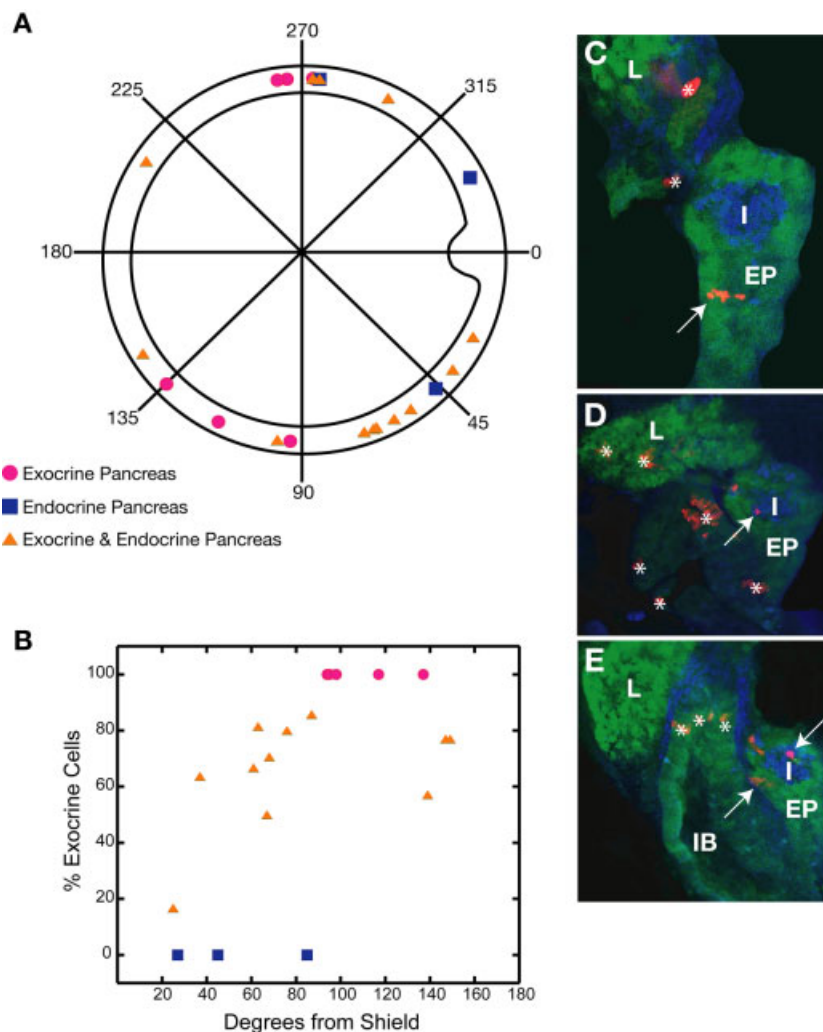 A
270
225
315
180
0
135
45
90
Exocrine Pancreas
Endocrine Pancreas
Exocrine & Endocrine Pancreas
B
100
80
60
40
20
0
% Exocrine Cells
20 40 60 80 100 120 140 160 180
Degrees from Shield
C
L
*
*
I
EP
D
L
*
*
I
*
EP
*
*
*
E
L
*
*
*
I
EP
IB